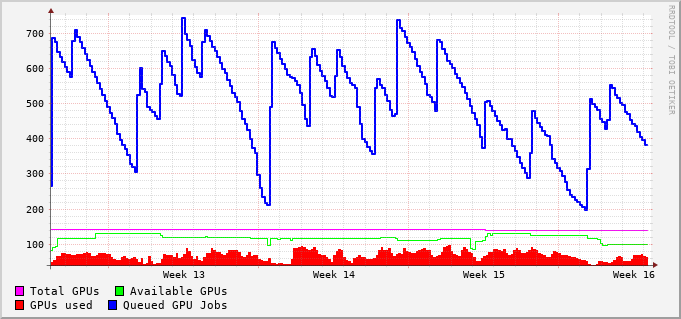 RRDTOOL / TOBI OETIKER
700
600
500
400
300
200
100
Week 13 Week 14 Week 15 Week 16
Total GPUs Available GPUs
GPUs used Queued GPU Jobs